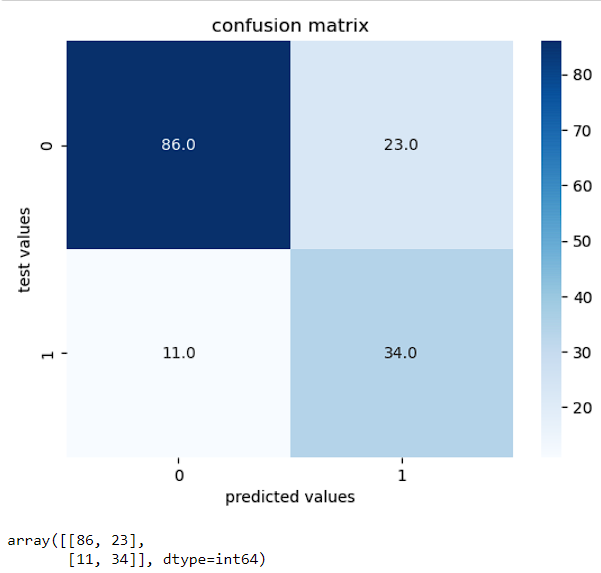 confusion matrix
86.0 23.0
11.0 34.0
0
1
test values
0 1
predicted values
80
70
60
50
40
30
20
array([[86, 23],
[11, 34]], dtype=int64)